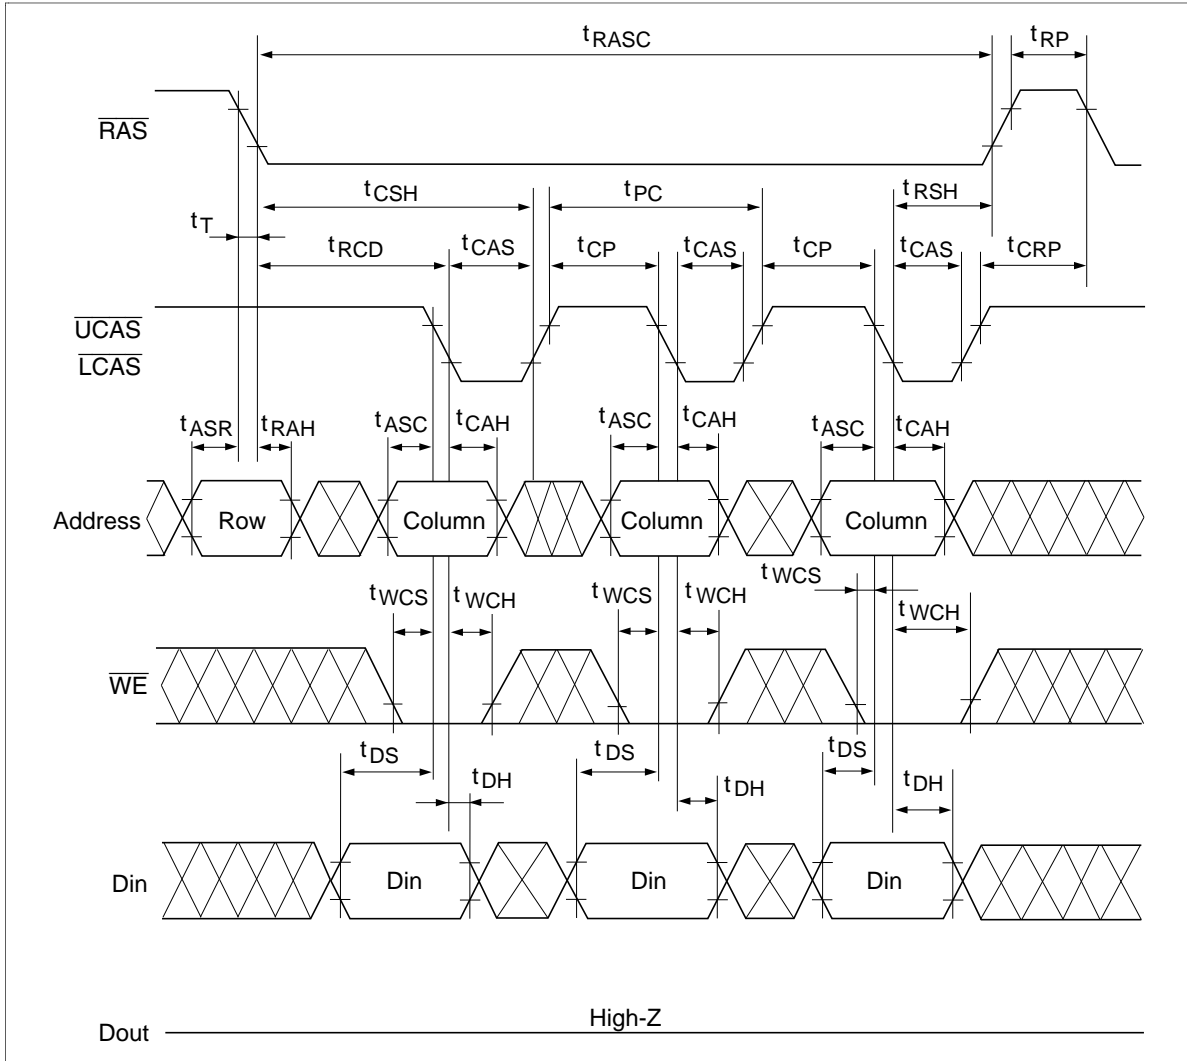 tRASC tRP
RAS
tCSH tPC tRSH
tT
tRCD tCAS tCP tCAS tCP tCAS tCRP
UCAS
LCAS
tASR tRAH tASC tCAH tASC tCAH tASC tCAH
Address Row Column Column Column
tWCS
tWCS tWCH tWCS tWCH tWCH
WE
tDS tDS tDS
tDH tDH tDH
Din Din Din Din
High-Z
Dout